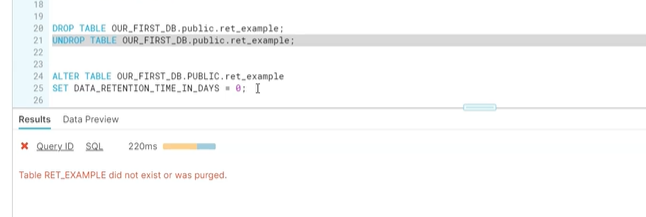 18
19
20 DROP TABLE OUR_FIRST_DB.public.ret_example;
21 UNDROP TABLE OUR_FIRST_DB.public.ret_example;
22
23
24 ALTER TABLE OUR_FIRST_DB.PUBLIC.ret_example
25 SET DATA_RETENTION_TIME_IN_DAYS = 0;
26
Results Data Preview
Query ID SQL 220ms
Table RET_EXAMPLE did not exist or was purged.